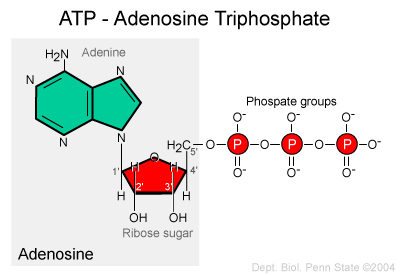 ATP - Adenosine Triphosphate
H2N
Adenine
N
N
N
N
Phospate groups
O- O- O-
H2C
5'
O P O P O P O-
O- O- O-
O
1'
H H
4'
H
2' 3'
H
OH OH
Ribose sugar
Adenosine
Dept. Biol. Penn State ©2004